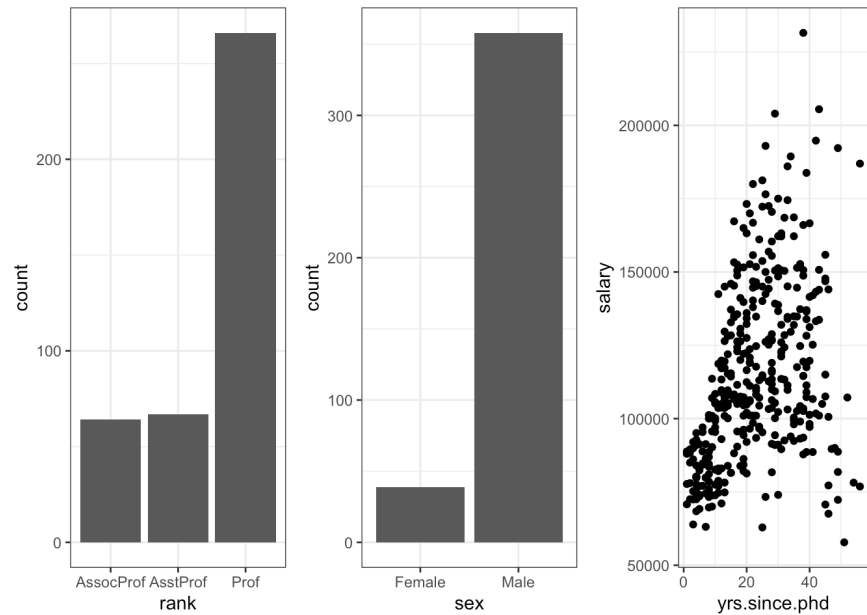 count
200
100
0
AssocProf AsstProf Prof
rank
count
300
200
100
0
Female Male
sex
salary
200000
150000
100000
50000
0 20 40
yrs.since.phd